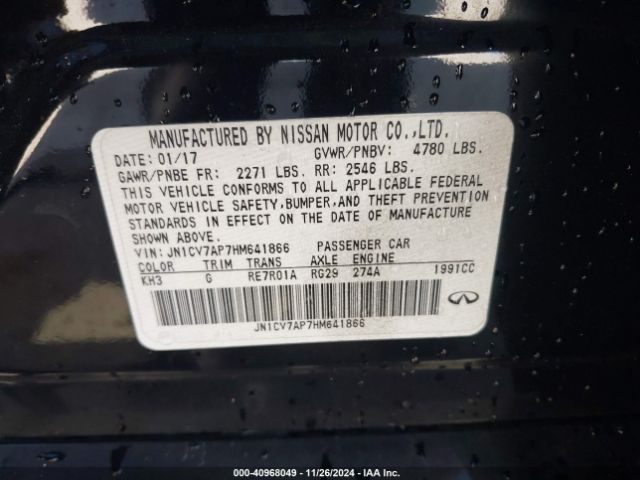 MANUFACTURED BY NISSAN MOTOR CO.,LTD.
DATE: 01/17 GVWR/PNBV: 4780 LBS.
GAWR/PNBE FR: 2271 LBS. RR: 2546 LBS.
THIS VEHICLE CONFORMS TO ALL APPLICABLE FEDERAL
MOTOR VEHICLE SAFETY,BUMPER,AND THEFT PREVENTION
STANDARDS IN EFFECT ON THE DATE OF MANUFACTURE
SHOWN ABOVE.
VIN: JN1CV7AP7HM641866 PASSENGER CAR
COLOR TRIM TRANS AXLE ENGINE
KH3 G RE7R01A RG29 274A 1991CC
JN1CV7AP7HM641866
000-40968049 — 11/26/2024 — IAA Inc.